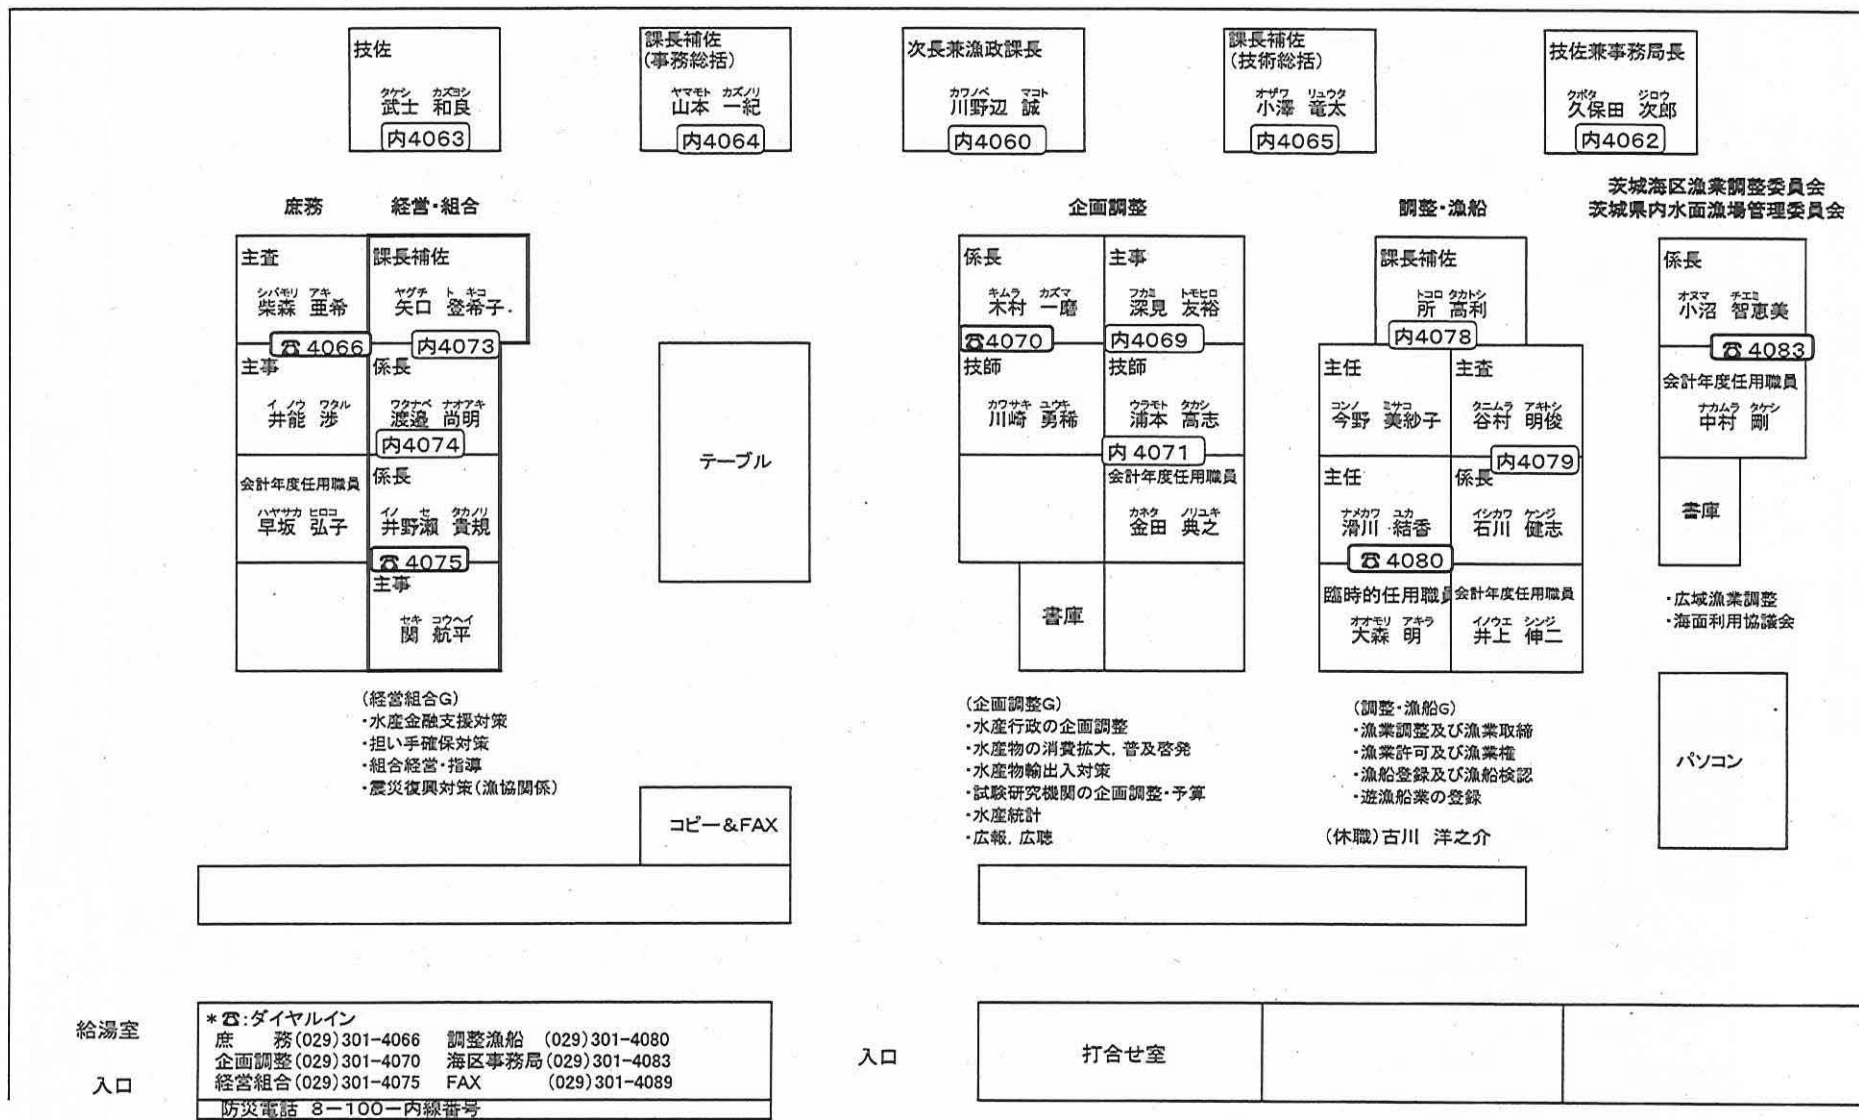 技佐
タケシ カズヨシ
武士 和良
内4063
課長補佐
(事務総括)
ヤマモト カズノリ
山本 一紀
内4064
次長兼漁政課長
カワノベ マコト
川野辺 誠
内4060
課長補佐
(技術総括)
オザワ リュウタ
小澤 竜太
内4065
技佐兼事務局長
クボタ ジロウ
久保田 次郎
内4062
庶務
主査
シバモリ アキ
柴森 亜希
☎4066
主事
イノウ ワタル
井能 渉
会計年度任用職員
ハヤサカ ヒロコ
早坂 弘子
経営・組合
課長補佐
ヤグチ トキコ
矢口 登希子
内4073
係長
ワタナベ ナオアキ
渡邉 尚明
内4074
係長
イノセ タカノリ
井野瀬 貴規
☎4075
主事
セキ コウヘイ
関 航平
(経営組合G)
・水産金融支援対策
・担い手確保対策
・組合経営・指導
・震災復興対策(漁協関係)
テーブル
コピー&FAX
企画調整
係長
キムラ カズマ
木村 一磨
☎4070
主事
フカミ トモヒロ
深見 友裕
内4069
技師
カワサキ ユウキ
川崎 勇稀
技師
ウラモト タカシ
浦本 高志
内4071
会計年度任用職員
カネタ ノリユキ
金田 典之
書庫
(企画調整G)
・水産行政の企画調整
・水産物の消費拡大, 普及啓発
・水産物輸出入対策
・試験研究機関の企画調整・予算
・水産統計
・広報, 広聴
調整・漁船
課長補佐
トコロ タカトシ
所 高利
内4078
主任
コンノ ミサコ
今野 美紗子
主査
タニムラ アキトシ
谷村 明俊
内4079
主任
ナメカワ ユカ
滑川 結香
☎4080
係長
イシカワ ケンジ
石川 健志
臨時的任用職員
オオモリ アキラ
大森 明
会計年度任用職員
イノウエ シンジ
井上 伸二
(調整・漁船G)
・漁業調整及び漁業取締
・漁業許可及び漁業権
・漁船登録及び漁船検認
・遊漁船業の登録
(休職)古川 洋之介
茨城海区漁業調整委員会
茨城県内水面漁場管理委員会
係長
オヌマ チエミ
小沼 智恵美
☎4083
会計年度任用職員
ナカムラ タケシ
中村 剛
書庫
・広域漁業調整
・海面利用協議会
パソコン
給湯室
入口
*☎:ダイヤルイン
庶 務(029)301-4066 調整漁船 (029)301-4080
企画調整(029)301-4070 海区事務局(029)301-4083
経営組合(029)301-4075 FAX (029)301-4089
防災電話 8-100-内線番号
入口
打合せ室